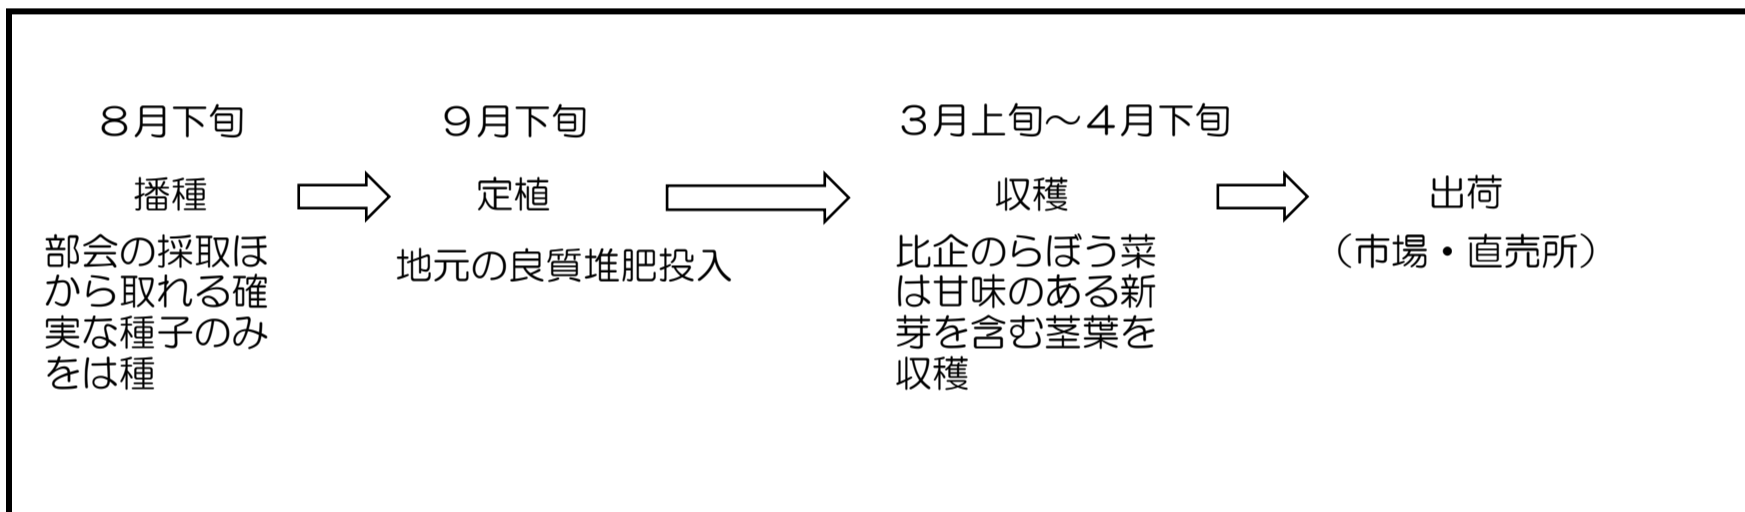 8月下旬
9月下旬
3月上旬～4月下旬
播種
定植
収穫
出荷
部会の採取ほ
から取れる確
実な種子のみ
をは種
地元の良質堆肥投入
比企のらぼう菜
は甘味のある新
芽を含む茎葉を
収穫
（市場・直売所）